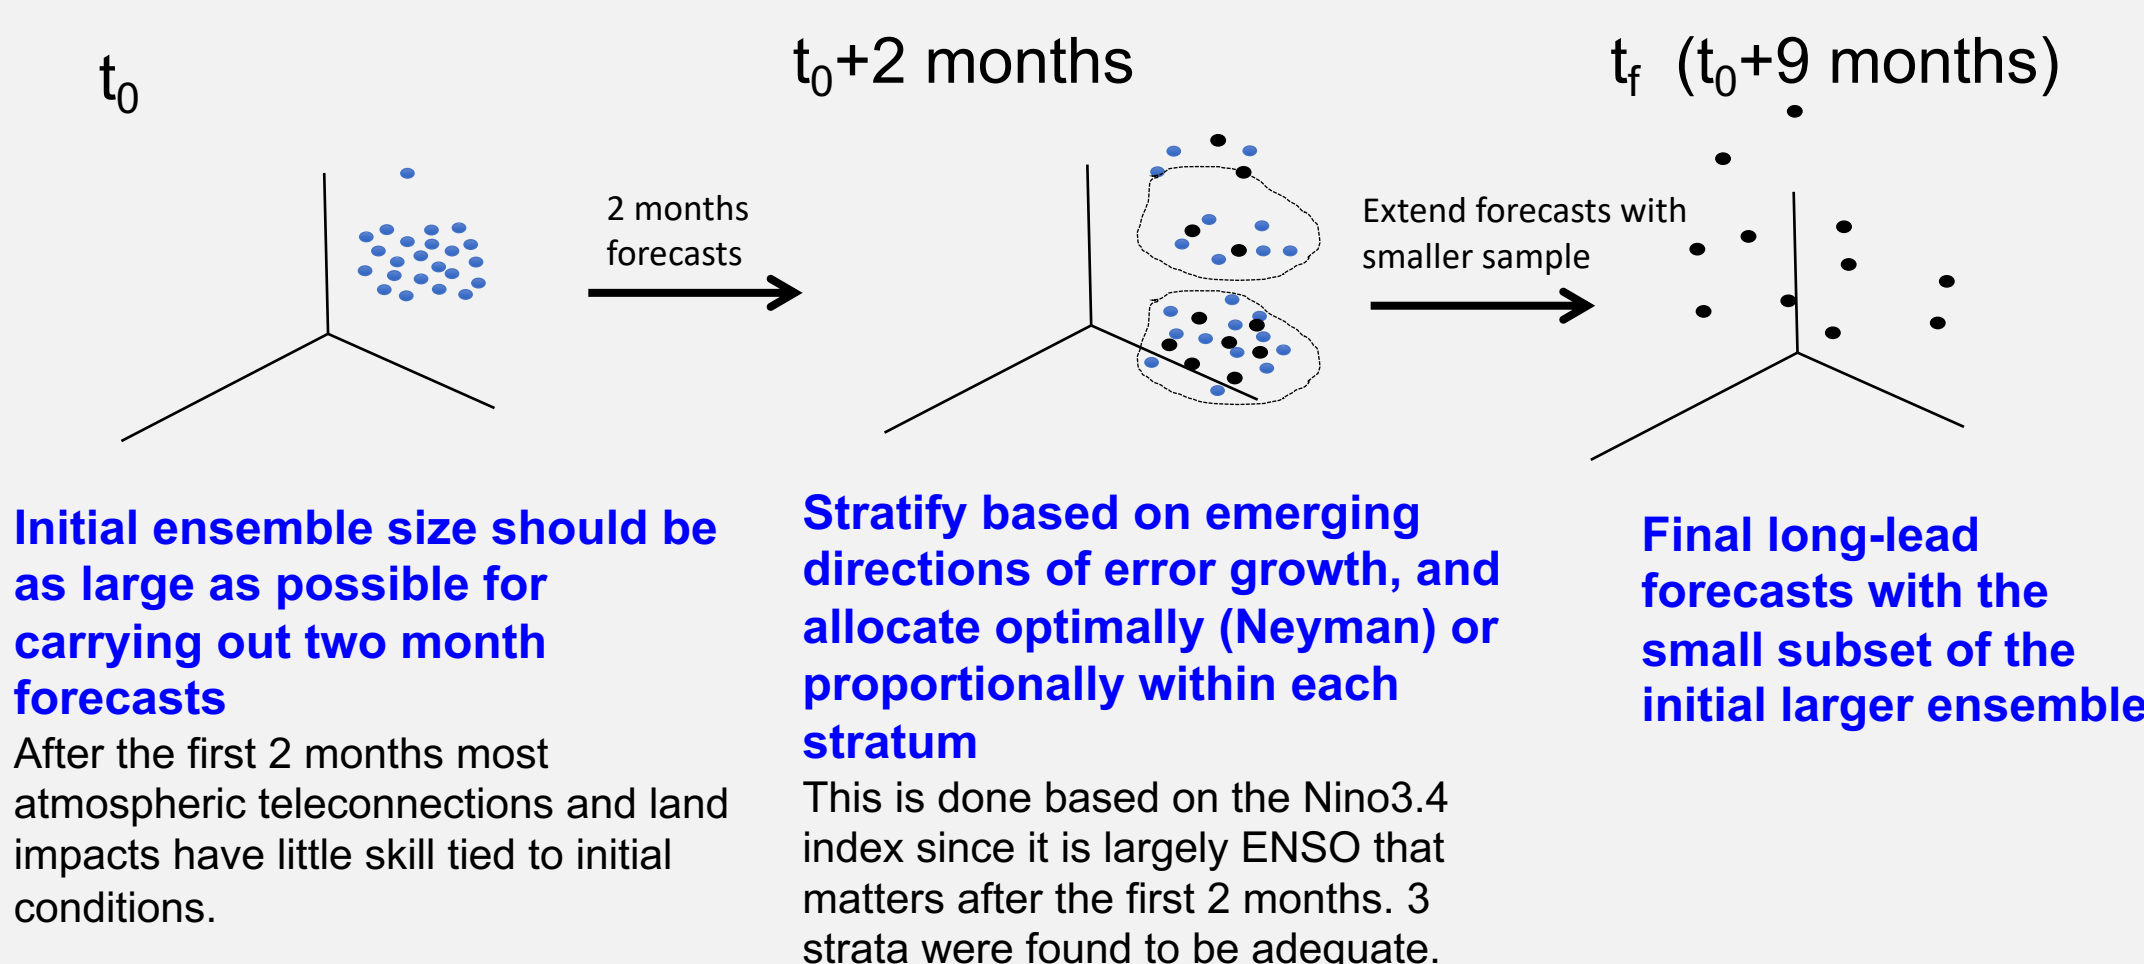 t₀
t₀+2 months
t_f (t₀+9 months)
2 months
forecasts
Extend forecasts with
smaller sample
Initial ensemble size should be
as large as possible for
carrying out two month
forecasts
After the first 2 months most
atmospheric teleconnections and land
impacts have little skill tied to initial
conditions.
Stratify based on emerging
directions of error growth, and
allocate optimally (Neyman) or
proportionally within each
stratum
This is done based on the Nino3.4
index since it is largely ENSO that
matters after the first 2 months. 3
strata were found to be adequate.
Final long-lead
forecasts with the
small subset of the
initial larger ensemble